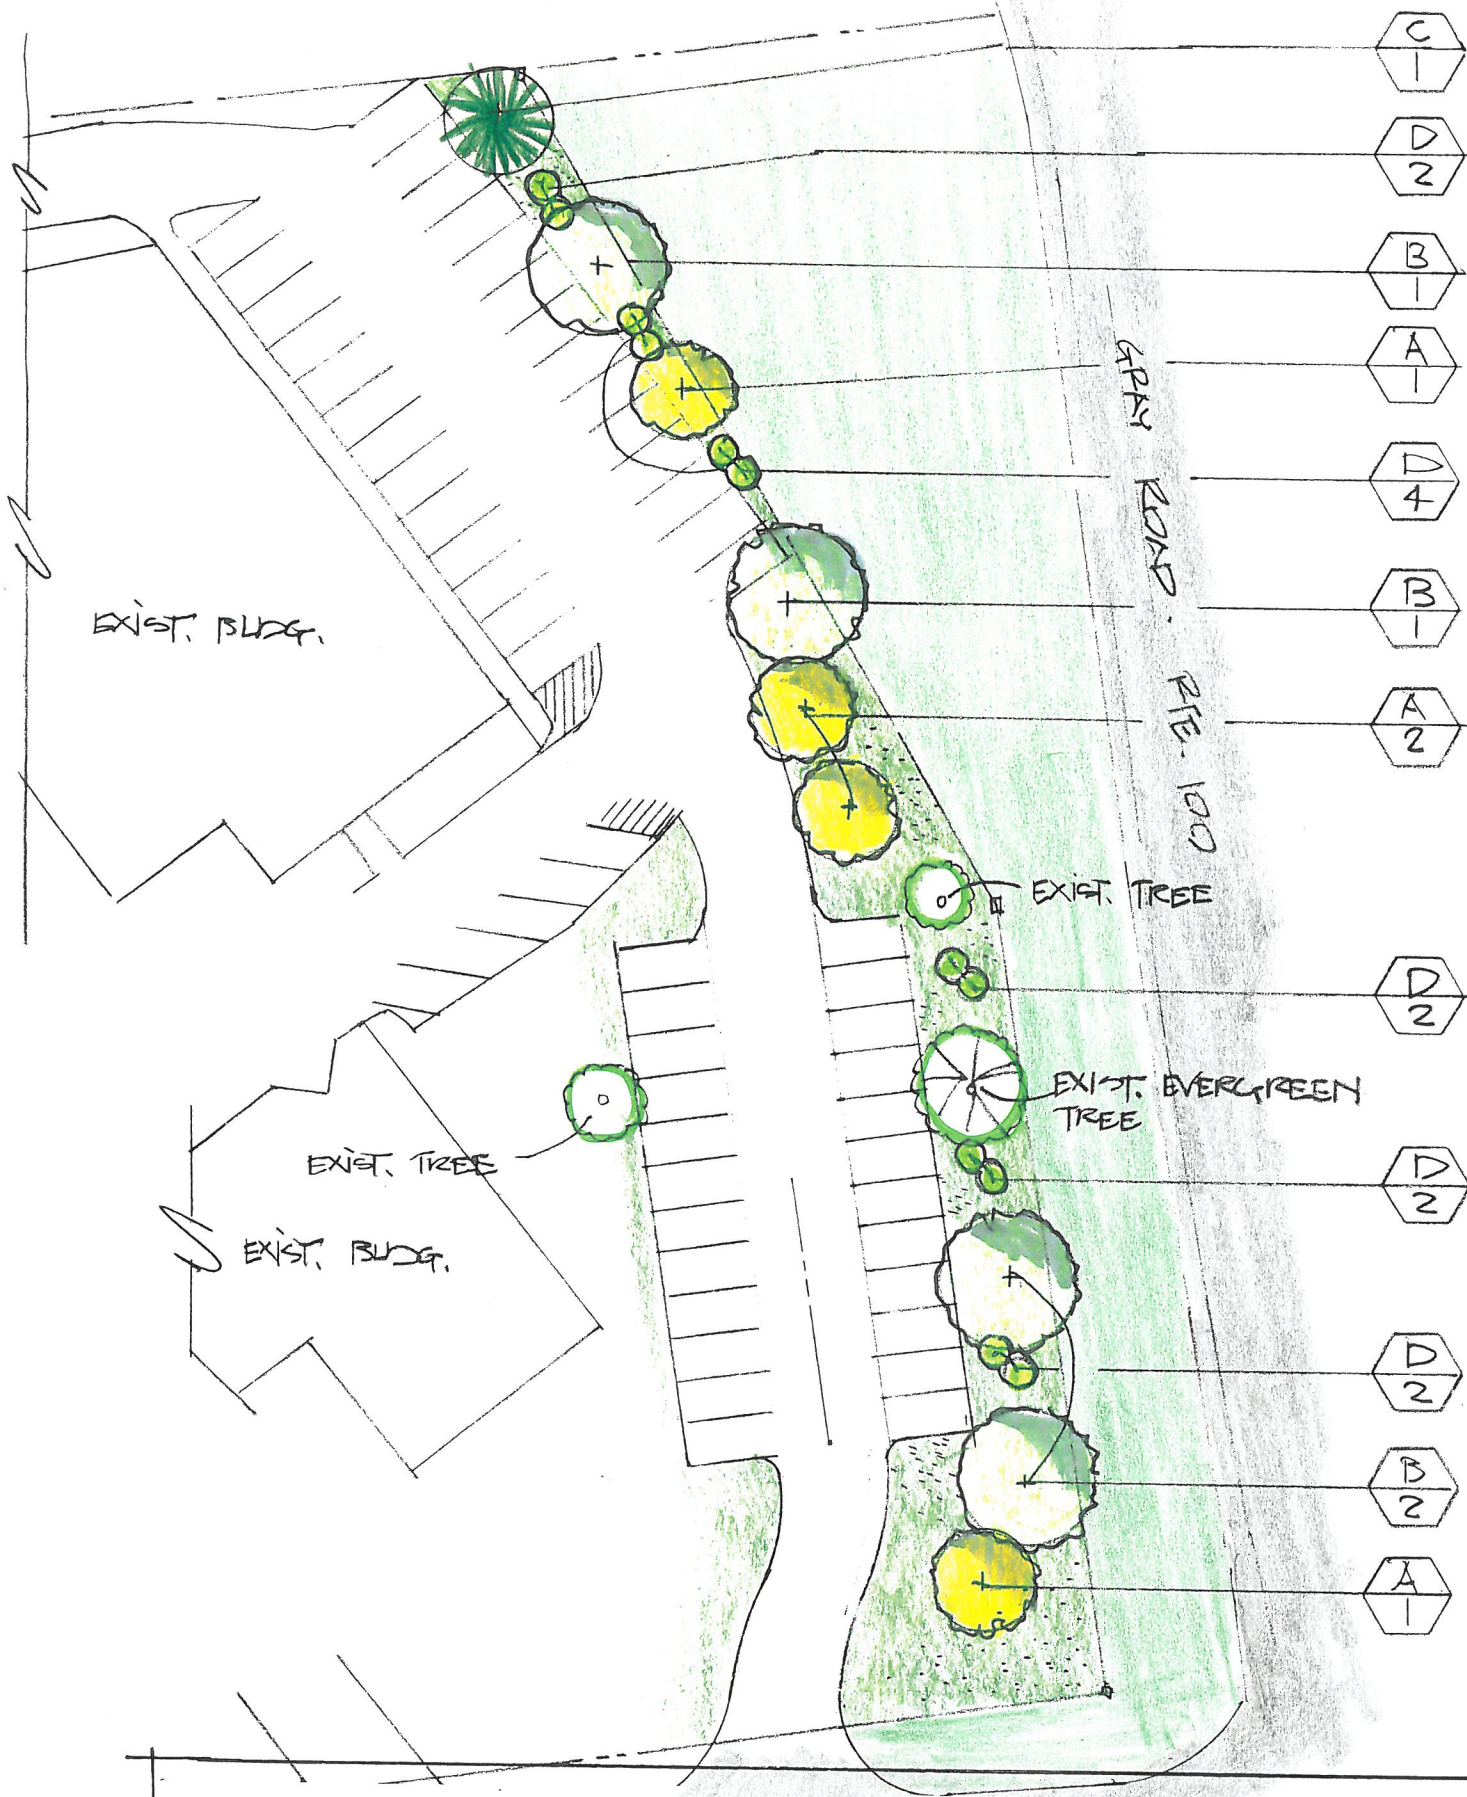 C
1
D
2
B
1
A
1
D
4
GRAY ROAD. RTE. 100
B
1
EXIST. BLDG.
A
2
EXIST. TREE
D
2
EXIST. EVERGREEN
TREE
EXIST. TREE
D
2
EXIST. BLDG.
D
2
B
2
A
1